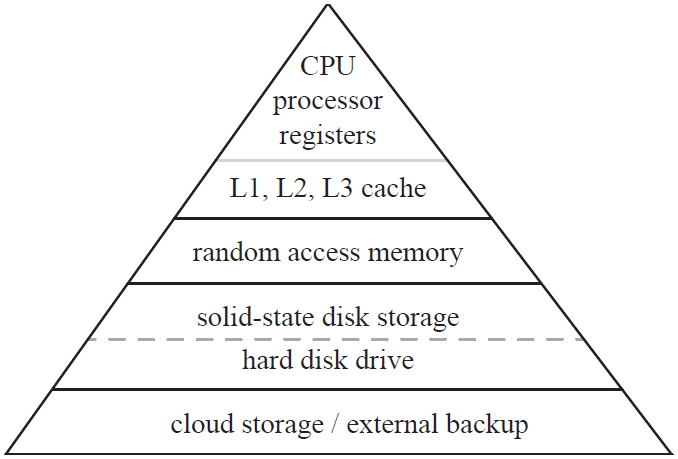 CPU
processor
registers
L1, L2, L3 cache
random access memory
solid-state disk storage
hard disk drive
cloud storage / external backup